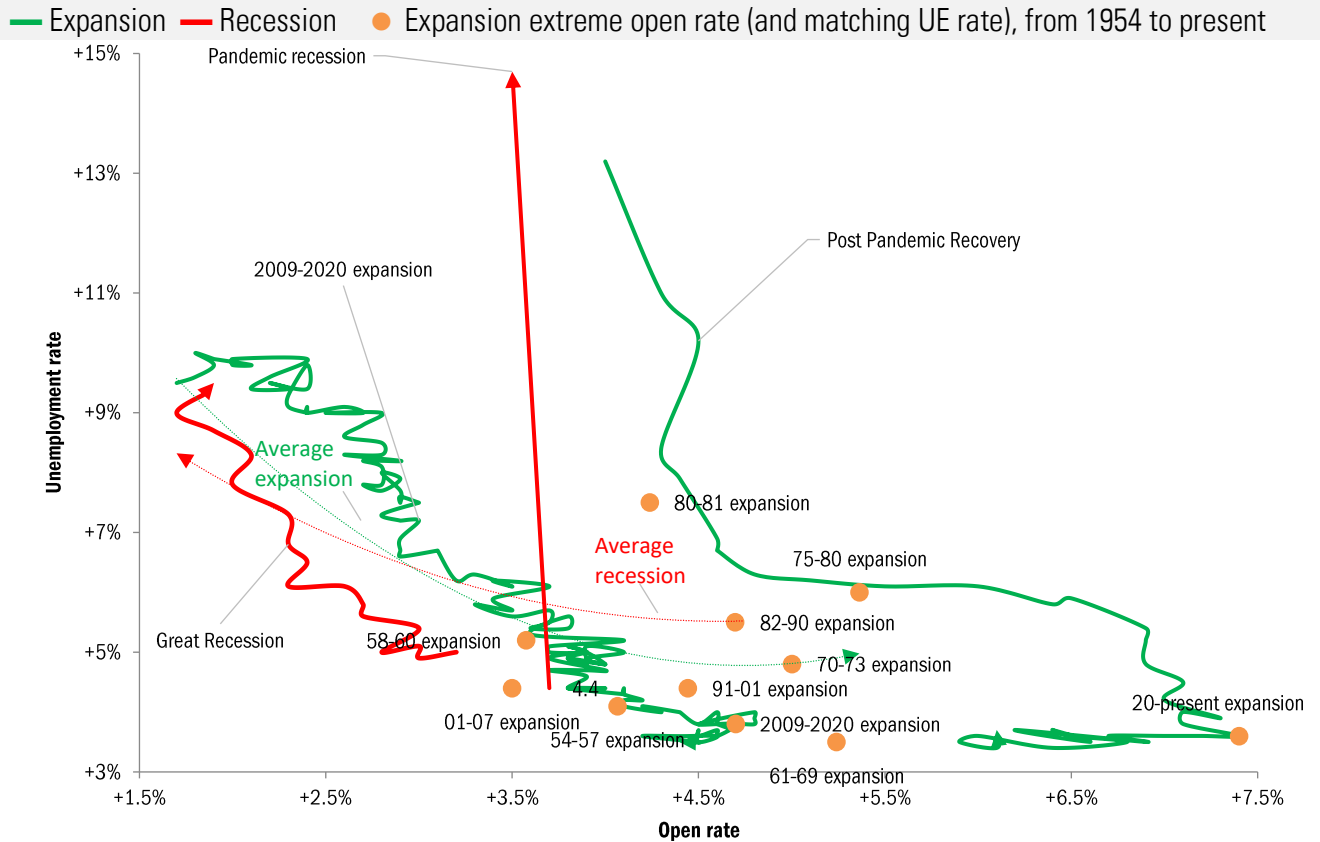 Expansion Recession Expansion extreme open rate (and matching UE rate), from 1954 to present
+15%
Pandemic recession
+13%
Post Pandemic Recovery
2009-2020 expansion
+11%
Unemployment rate
+9%
Average
expansion
80-81 expansion
+7%
Average
recession
75-80 expansion
Great Recession
58-60 expansion
82-90 expansion
+5%
70-73 expansion
4.4
91-01 expansion
20-present expansion
01-07 expansion
2009-2020 expansion
54-57 expansion
+3%
61-69 expansion
+1.5% +2.5% +3.5% +4.5% +5.5% +6.5% +7.5%
Open rate